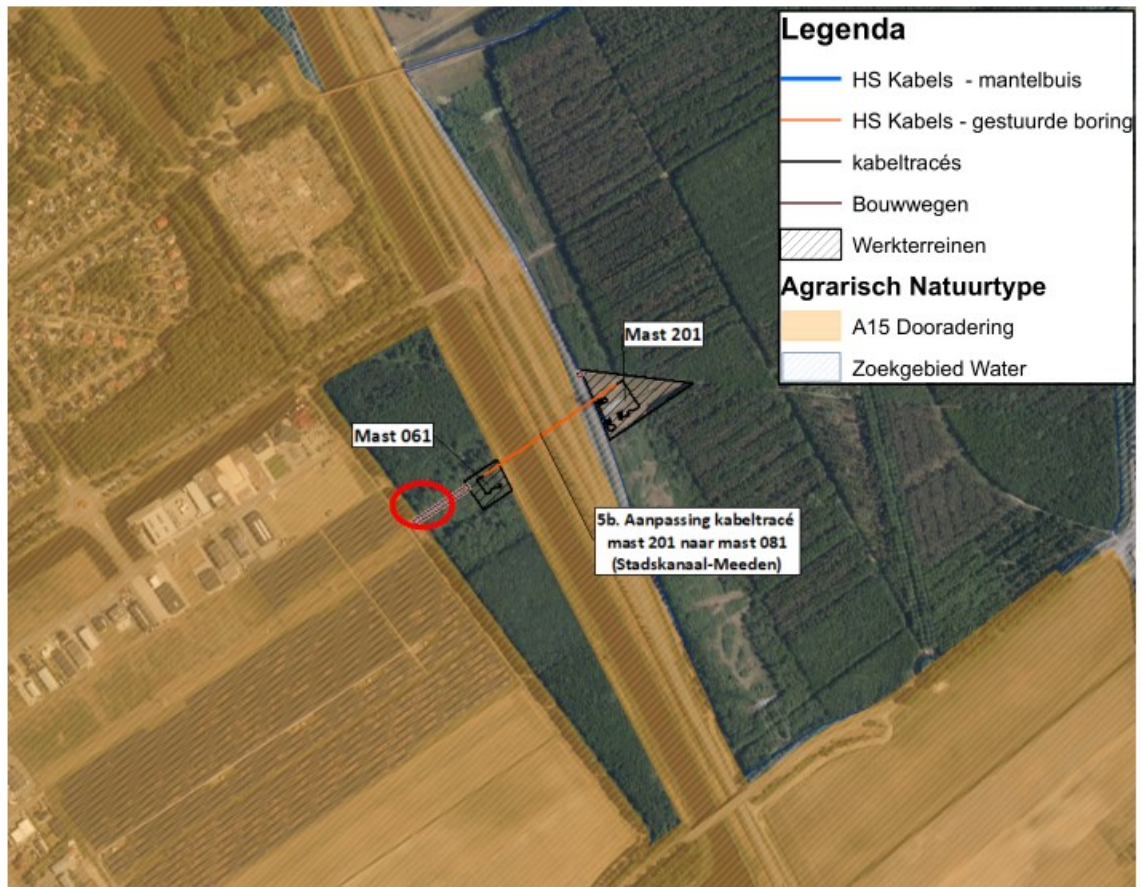 Legenda
HS Kabels - mantelbuis
HS Kabels - gestuurde boring
kabeltracés
Bouwwegen
Werkterreinen
Agrarisch Natuurtype
A15 Dooradering
Zoekgebied Water
Mast 201
Mast 061
5b. Aanpassing kabeltracé
mast 201 naar mast 081
(Stadskanaal-Meeden)